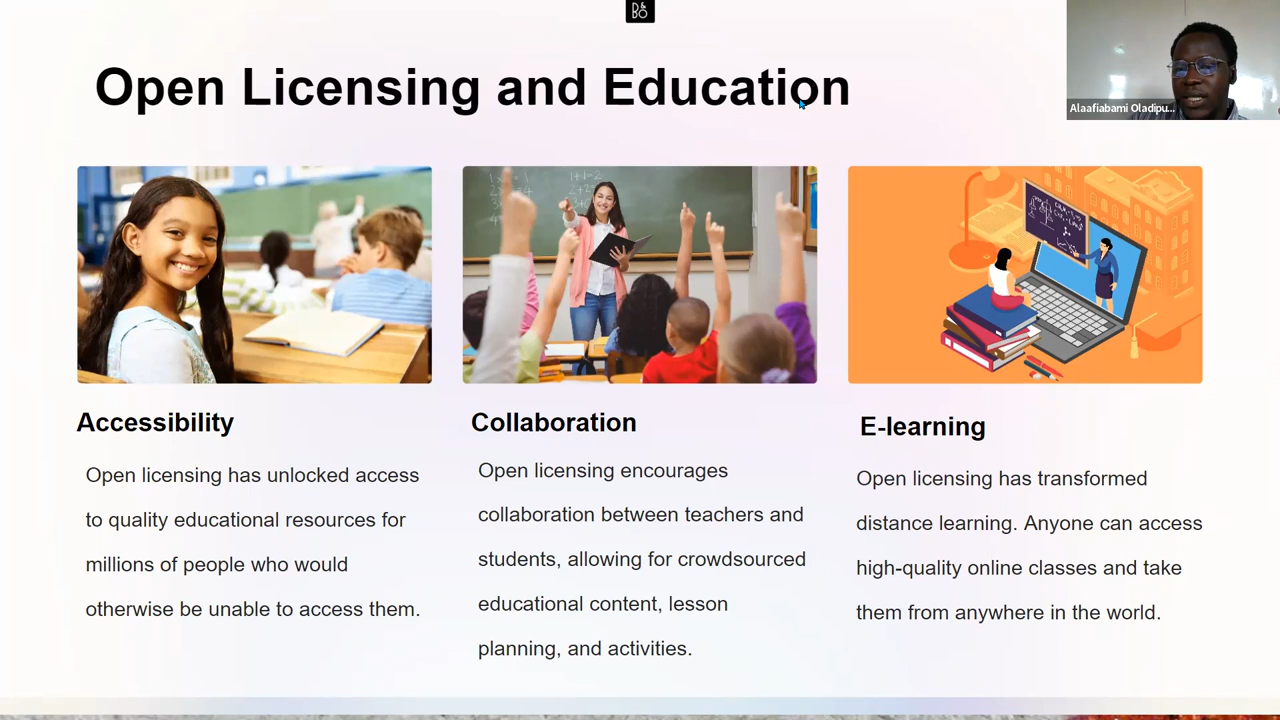 D&
BO
Open Licensing and Education
Alaafiabami Oladipu...
Accessibility
Open licensing has unlocked access
to quality educational resources for
millions of people who would
otherwise be unable to access them.
Collaboration
Open licensing encourages
collaboration between teachers and
students, allowing for crowdsourced
educational content, lesson
planning, and activities.
E-learning
Open licensing has transformed
distance learning. Anyone can access
high-quality online classes and take
them from anywhere in the world.